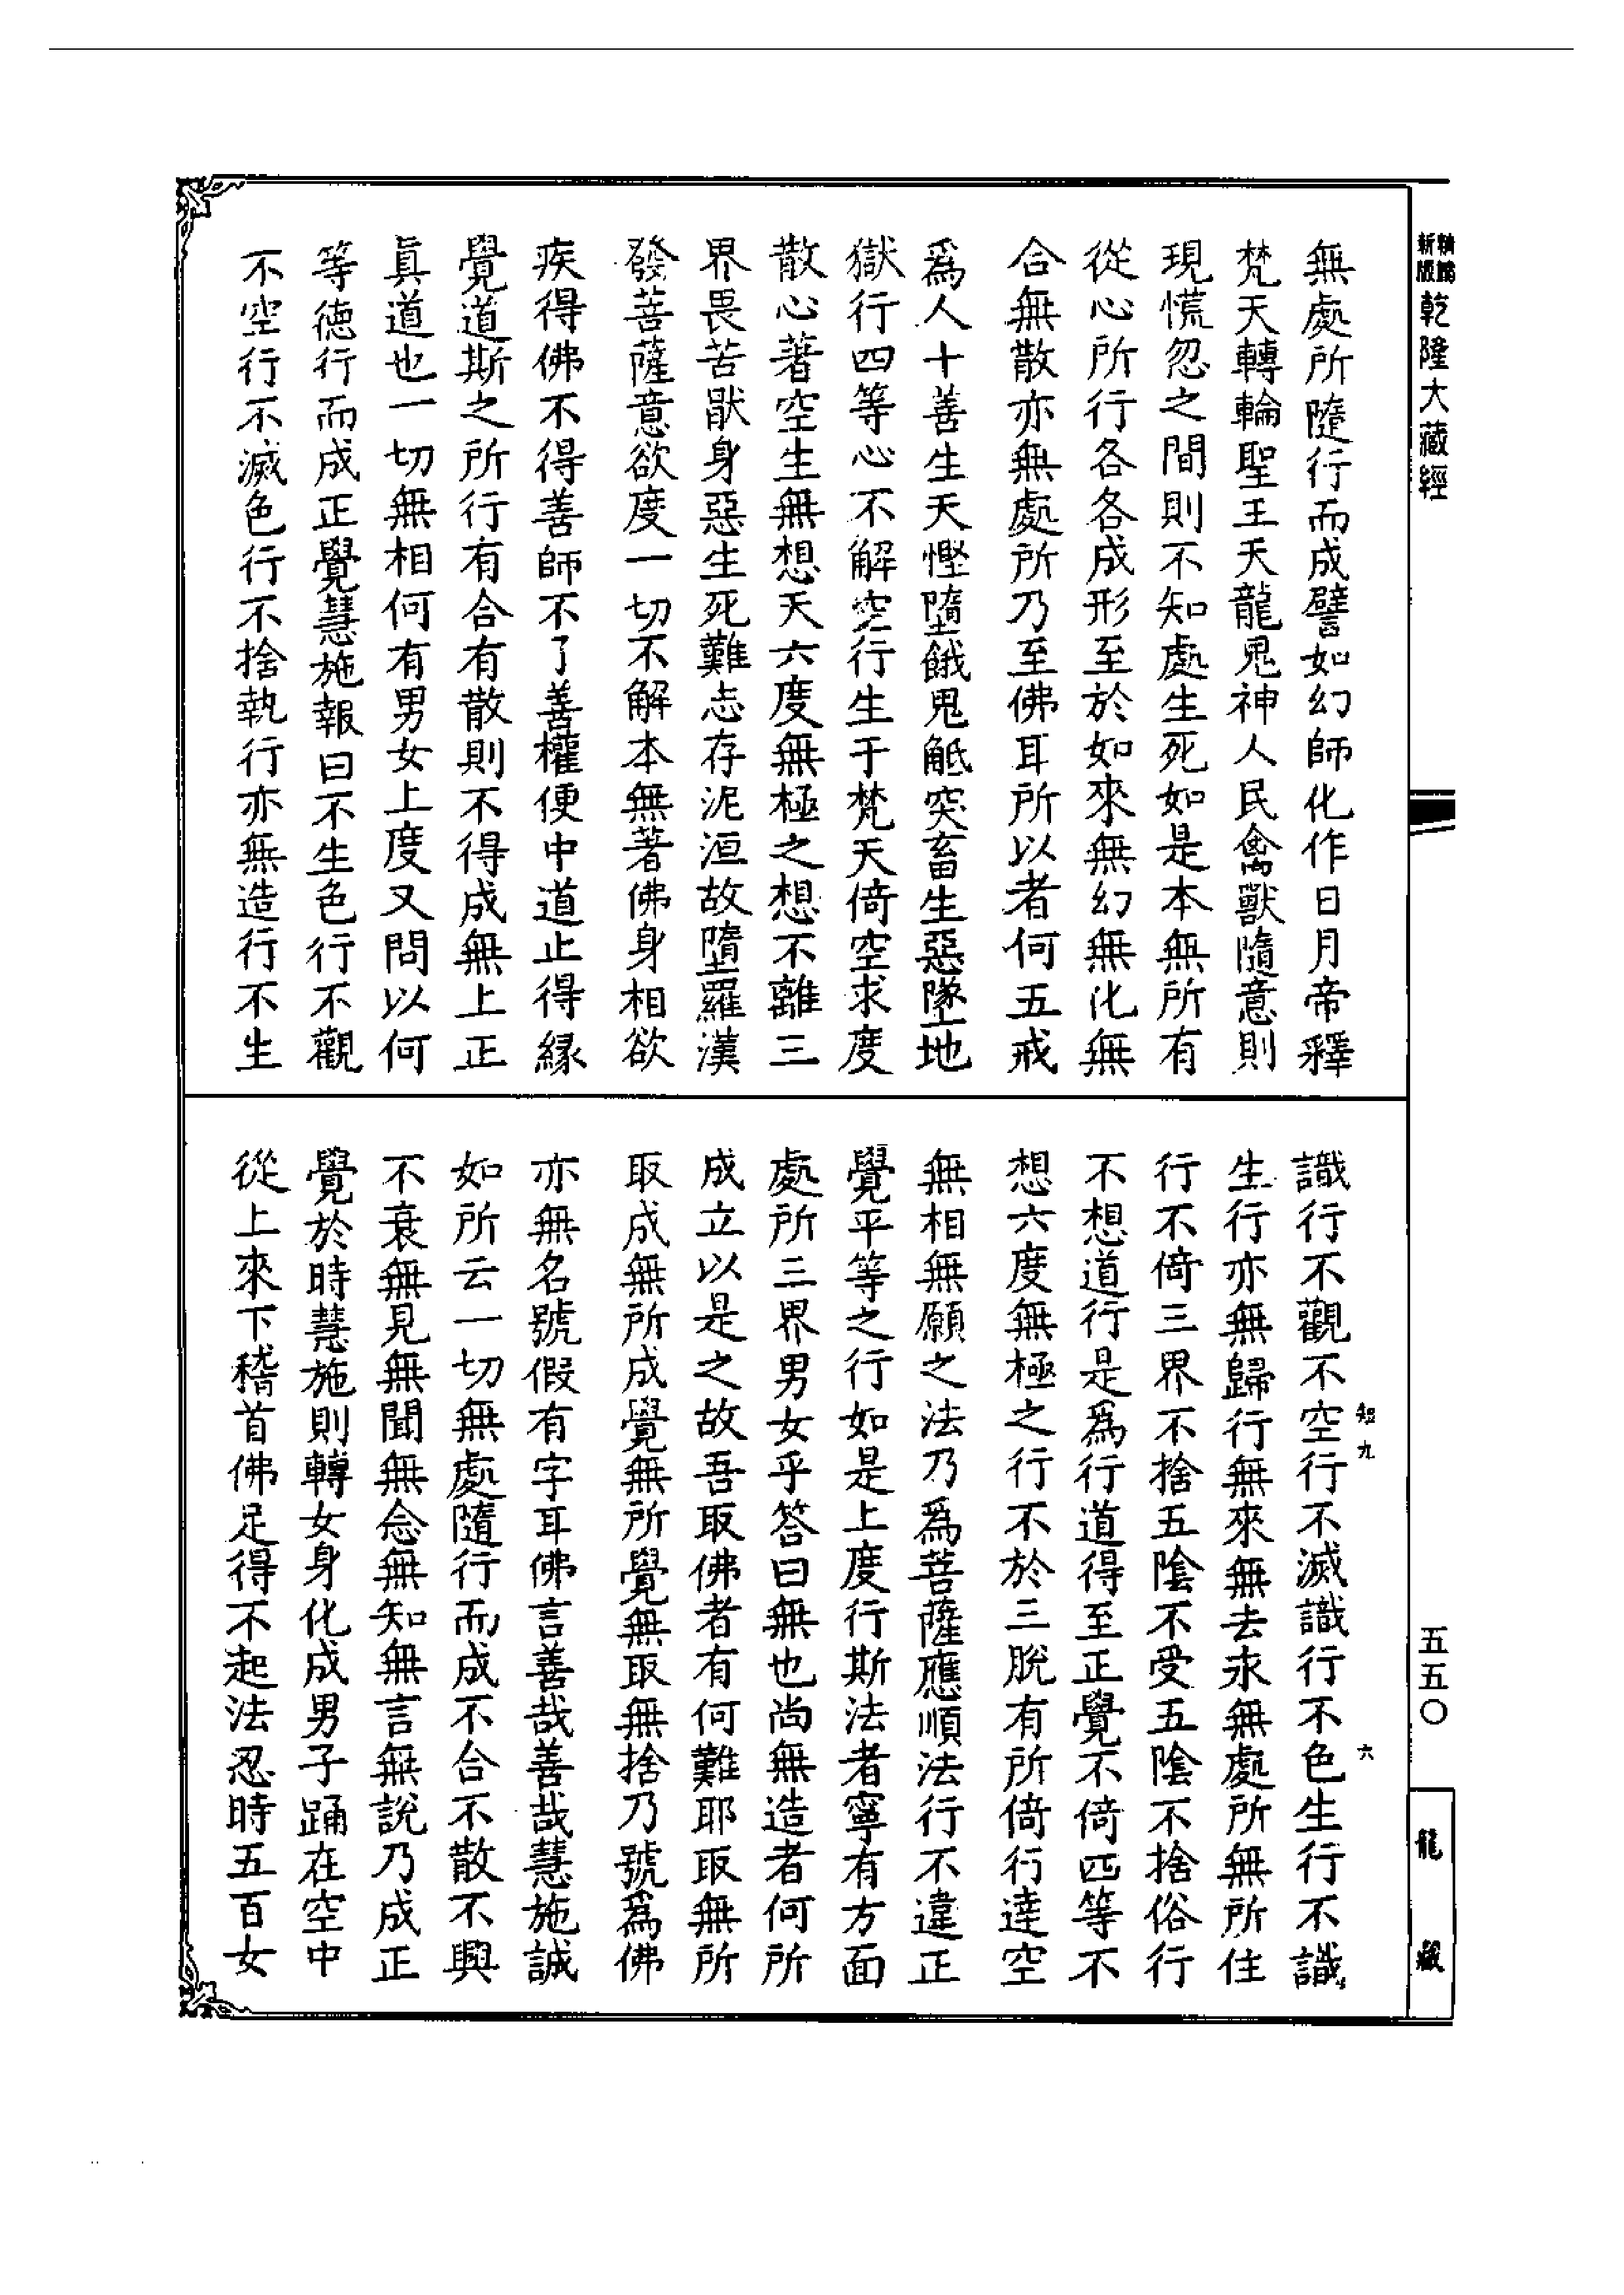 新版
乾隆大藏經
無處所隨行而成譬如幻師化作日月帝釋
梵天轉輪聖王天龍鬼神人民禽獸隨意則
現慌忽之間則不知處生死如是本無所有
從心所行各各成形至於如來無幻無化無
合無散亦無處所乃至佛耳所以者何五戒
爲人十善生天慳墮餓鬼觝突畜生惡墜地
獄行四等心不解空行生于梵天倚空求度
散心著空生無想天六度無極之想不離三
界畏苦猒身惡生死難忘存泥洹故墮羅漢
發菩薩意欲度一切不解本無著佛身相欲
疾得佛不得善師不了善權便中道止得縁
覺道斯之所行有合有散則不得成無上正
眞道也一切無相何有男女上度又問以何
等徳行而成正覺慧施報曰不生色行不觀
不空行不滅色行不捨執行亦無造行不生
識行不觀不空行不滅識行不色生行不識
生行亦無歸行無來無去永無處所無所住
行不倚三界不捨五陰不受五陰不捨俗行
不想道行是爲行道得至正覺不倚四等不
想六度無極之行不於三脫有所倚行達空
無相無願之法乃爲菩薩應順法行不違正
覺平等之行如是上度行斯法者寧有方面
處所三界男女乎答曰無也尚無造者何所
成立以是之故吾取佛者有何難耶取無所
取成無所成覺無所覺無取無捨乃號爲佛
亦無名號假有字耳佛言善哉善哉慧施誠
如所云一切無處隨行而成不合不散不興
不衰無見無聞無念無知無言無說乃成正
覺於時慧施則轉女身化成男子踊在空中
從上來下稽首佛足得不起法忍時五百女
六
五五〇
龍藏